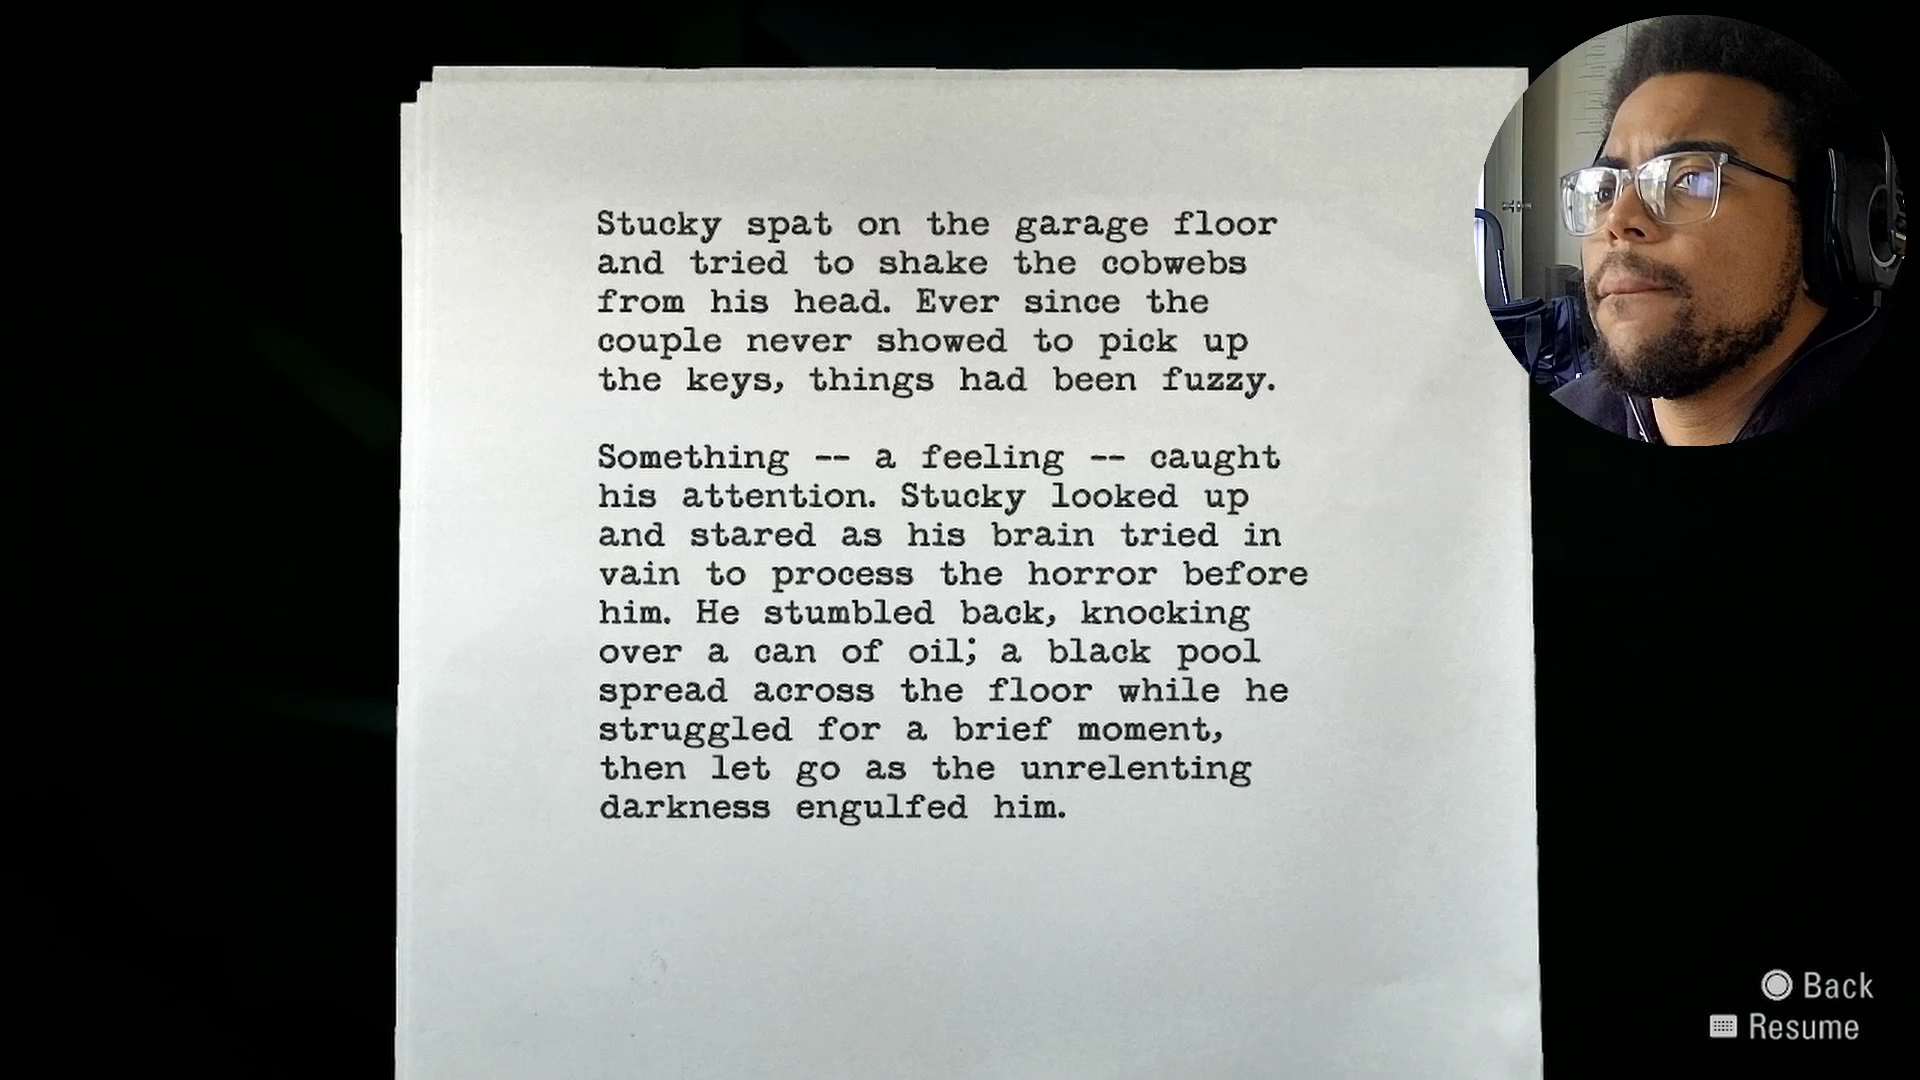 Stucky spat on the garage floor
and tried to shake the cobwebs
from his head. Ever since the
couple never showed to pick up
the keys, things had been fuzzy.
Something -- a feeling -- caught
his attention. Stucky looked up
and stared as his brain tried in
vain to process the horror before
him. He stumbled back, knocking
over a can of oil; a black pool
spread across the floor while he
struggled for a brief moment,
then let go as the unrelenting
darkness engulfed him.
Back
Resume